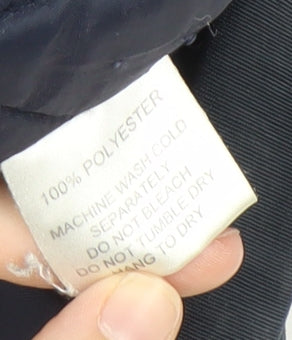 100% POLYESTER
MACHINE WASH COLD
SEPARATELY
DO NOT BLEACH
DO NOT TUMBLE DRY
HANG TO DRY